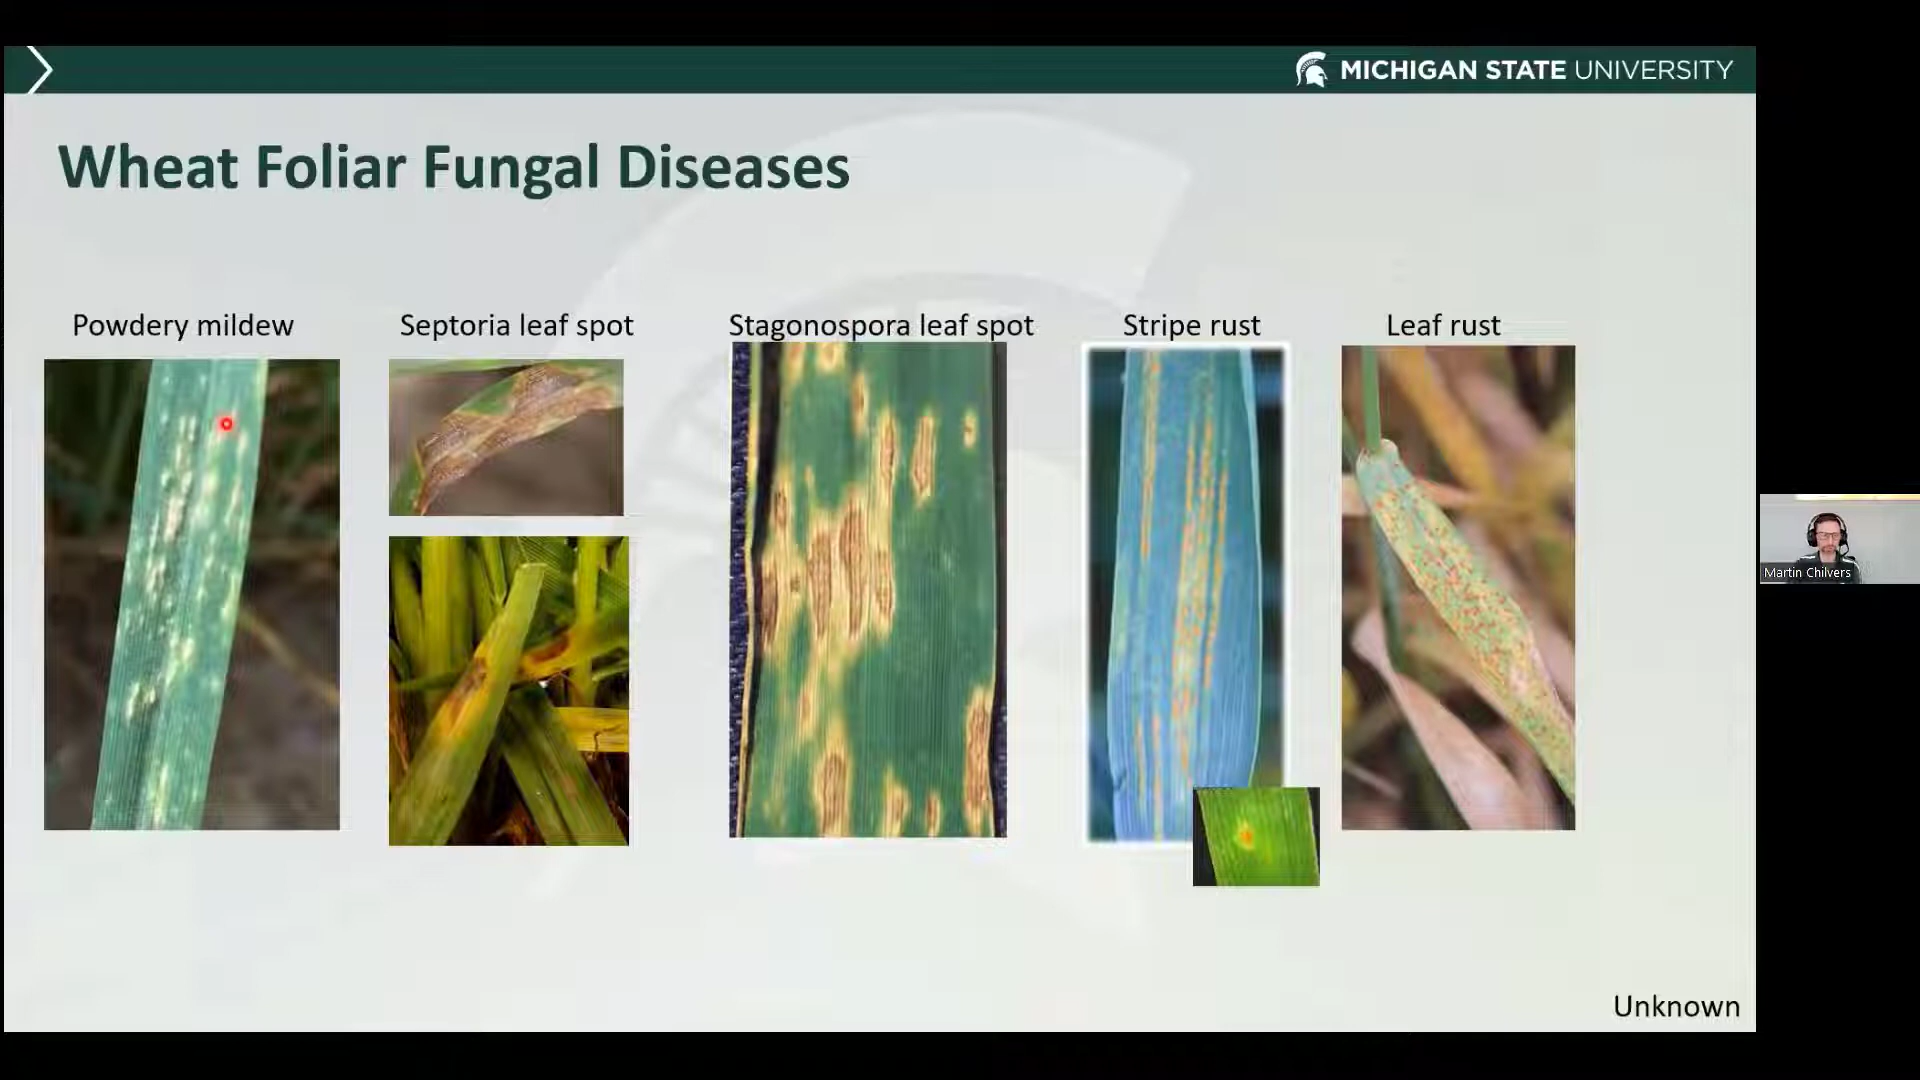 MICHIGAN STATE UNIVERSITY
Wheat Foliar Fungal Diseases
Powdery mildew
Septoria leaf spot
Stagonospora leaf spot
Stripe rust
Leaf rust
Martin Chilvers
Unknown